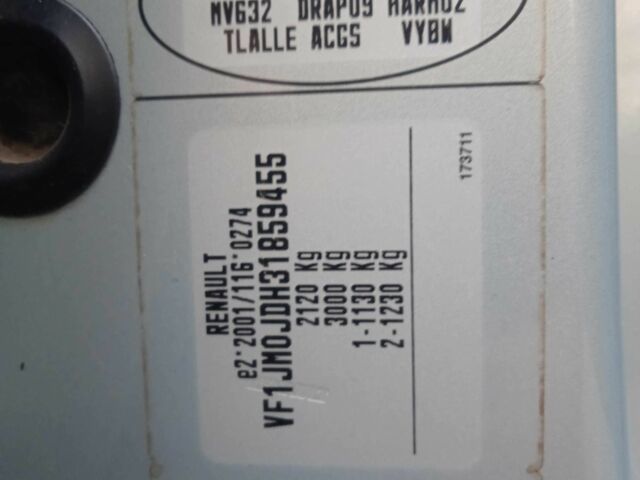 MV632 DRAP09 HARM02
TLALLE ACGS VYBW
RENAULT
e2*2001/116*0274
VF1JM0JDH31859455
2120 Kg
3000 Kg
1-1130 Kg
2-1230 Kg
173711